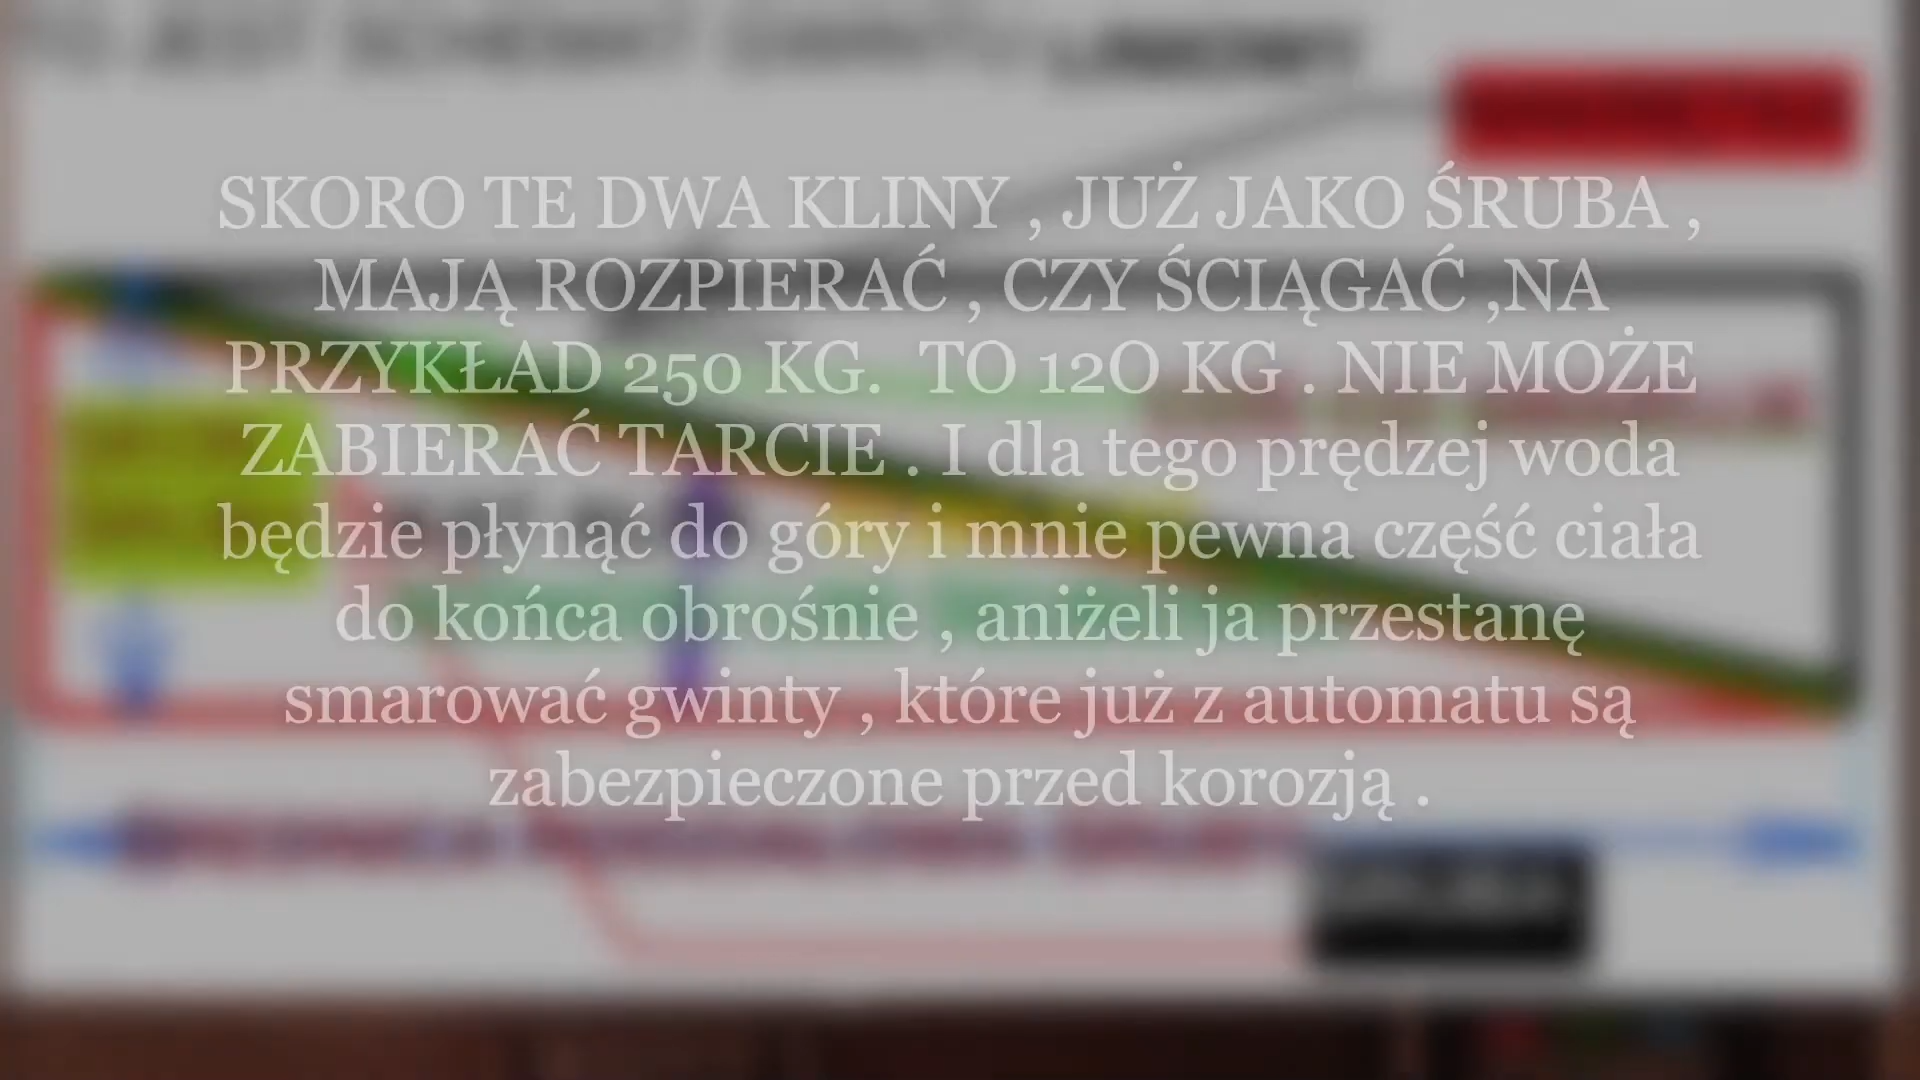 SKORO TE DWA KLINY , JUŻ JAKO ŚRUBA ,
MAJĄ ROZPIERAĆ , CZY ŚCIĄGAĆ ,NA
PRZYKŁAD 250 KG. TO 12O KG . NIE MOŻE
ZABIERAĆ TARCIE . I dla tego prędzej woda
będzie płynąć do góry i mnie pewna część ciała
do końca obrośnie , aniżeli ja przestanę
smarować gwinty , które już z automatu są
zabezpieczone przed korozją .